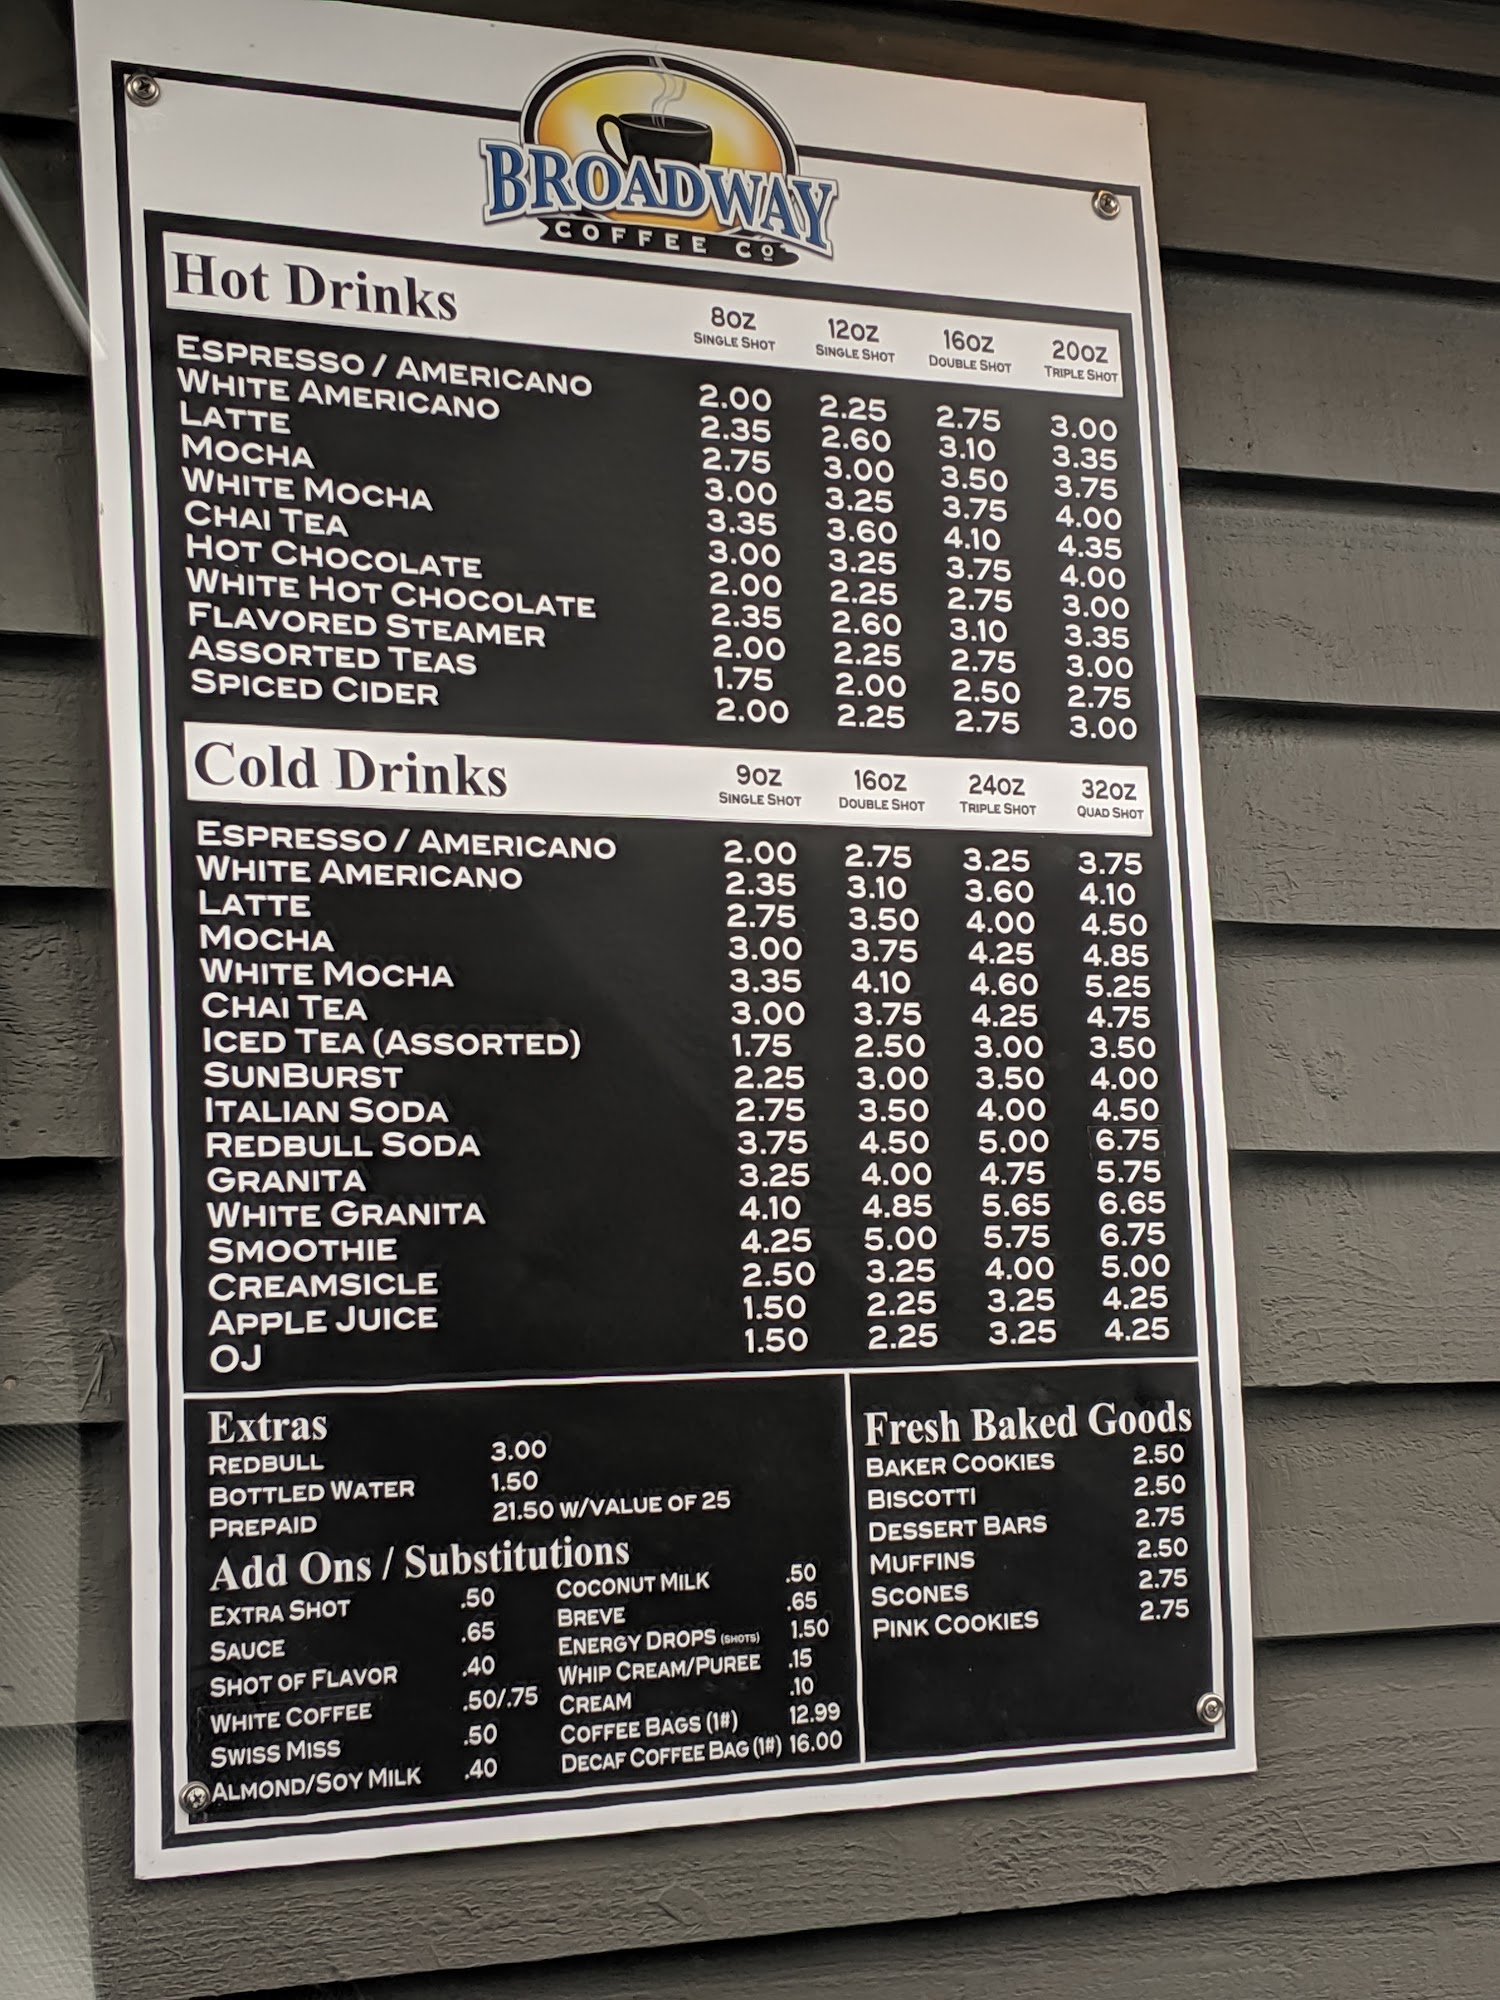 BROADWAY
COFFEE Co
Hot Drinks 8oz 12oz 16oz 20oz
Single Shot Single Shot Double Shot Triple Shot
Espresso / Americano 2.00 2.25 2.75 3.00
White Americano 2.35 2.60 3.10 3.35
Latte 2.75 3.00 3.50 3.75
Mocha 3.00 3.25 3.75 4.00
White Mocha 3.35 3.60 4.10 4.35
Chai Tea 3.00 3.25 3.75 4.00
Hot Chocolate 2.00 2.25 2.75 3.00
White Hot Chocolate 2.35 2.60 3.10 3.35
Flavored Steamer 2.00 2.25 2.75 3.00
Assorted Teas 1.75 2.00 2.50 2.75
Spiced Cider 2.00 2.25 2.75 3.00
Cold Drinks 9oz 16oz 24oz 32oz
Single Shot Double Shot Triple Shot Quad Shot
Espresso / Americano 2.00 2.75 3.25 3.75
White Americano 2.35 3.10 3.60 4.10
Latte 2.75 3.50 4.00 4.50
Mocha 3.00 3.75 4.25 4.85
White Mocha 3.35 4.10 4.60 5.25
Chai Tea 3.00 3.75 4.25 4.75
Iced Tea (Assorted) 1.75 2.50 3.00 3.50
SunBurst 2.25 3.00 3.50 4.00
Italian Soda 2.75 3.50 4.00 4.50
Redbull Soda 3.75 4.50 5.00 6.75
Granita 3.25 4.00 4.75 5.75
White Granita 4.10 4.85 5.65 6.65
Smoothie 4.25 5.00 5.75 6.75
Creamsicle 2.50 3.25 4.00 5.00
Apple Juice 1.50 2.25 3.25 4.25
OJ 1.50 2.25 3.25 4.25
Extras
Redbull 3.00
Bottled Water 1.50
Prepaid 21.50 w/value of 25
Add Ons / Substitutions
Extra Shot .50
Sauce .65
Shot of Flavor .40
White Coffee .50/.75
Swiss Miss .50
Almond/Soy Milk .40
Coconut Milk .50
Breve .65
Energy Drops (shots) 1.50
Whip Cream/Puree .15
Cream .10
Coffee Bags (1#) 12.99
Decaf Coffee Bag (1#) 16.00
Fresh Baked Goods
Baker Cookies 2.50
Biscotti 2.50
Dessert Bars 2.75
Muffins 2.50
Scones 2.75
Pink Cookies 2.75